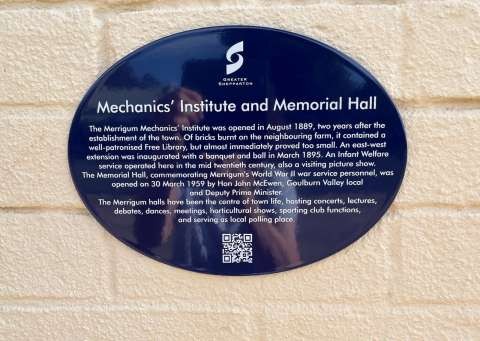 GREATER
SHEPPARTON
Mechanics' Institute and Memorial Hall
The Merrigum Mechanics' Institute was opened in August 1889, two years after the
establishment of the town. Of bricks burnt on the neighbouring farm, it contained a
well-patronised Free Library, but almost immediately proved too small. An east-west
extension was inaugurated with a banquet and ball in March 1895. An Infant Welfare
service operated here in the mid twentieth century, also a visiting picture show.
The Memorial Hall, commemorating Merrigum's World War II war service personnel, was
opened on 30 March 1959 by Hon John McEwen, Goulburn Valley local
and Deputy Prime Minister.
The Merrigum halls have been the centre of town life, hosting concerts, lectures,
debates, dances, meetings, horticultural shows, sporting club functions,
and serving as local polling place.